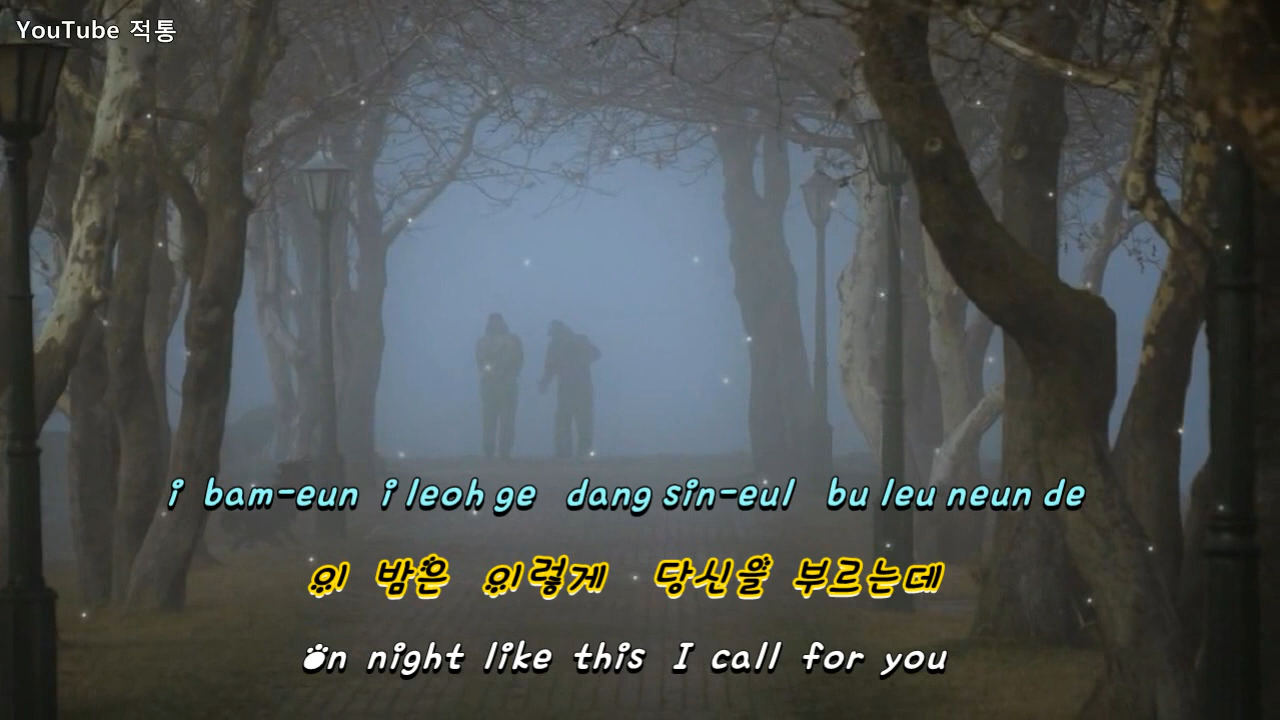 YouTube 적통
i bam-eun i leoh ge dang sin-eul bu leu neun de
이 밤은 이렇게 당신을 부르는데
On night like this I call for you